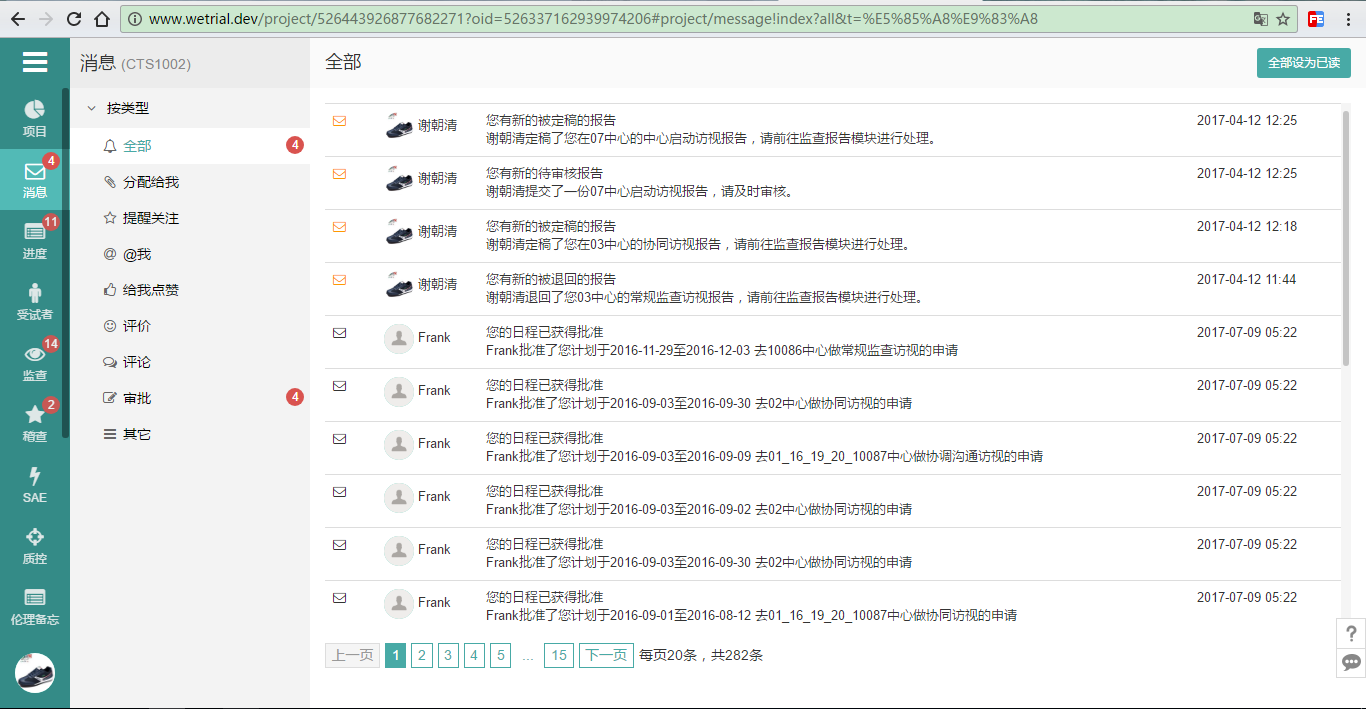 www.wetrial.dev/project/526443926877682271?oid=526337162939974206#project/message!index?all&t=%E5%85%A8%E9%83%A8
项目
4
消息
11
进度
受试者
14
监查
2
稽查
SAE
质控
伦理备忘
消息 (CTS1002)
按类型
全部 4
分配给我
提醒关注
@我
给我点赞
评价
评论
审批 4
其它
全部
全部设为已读
谢朝清
您有新的被定稿的报告
谢朝清定稿了您在07中心的中心启动访视报告，请前往监查报告模块进行处理。
2017-04-12 12:25
谢朝清
您有新的待审核报告
谢朝清提交了一份07中心启动访视报告，请及时审核。
2017-04-12 12:25
谢朝清
您有新的被定稿的报告
谢朝清定稿了您在03中心的协同访视报告，请前往监查报告模块进行处理。
2017-04-12 12:18
谢朝清
您有新的被退回的报告
谢朝清退回了您03中心的常规监查访视报告，请前往监查报告模块进行处理。
2017-04-12 11:44
Frank
您的日程已获得批准
Frank批准了您计划于2016-11-29至2016-12-03 去10086中心做常规监查访视的申请
2017-07-09 05:22
Frank
您的日程已获得批准
Frank批准了您计划于2016-09-03至2016-09-30 去02中心做协同访视的申请
2017-07-09 05:22
Frank
您的日程已获得批准
Frank批准了您计划于2016-09-03至2016-09-09 去01_16_19_20_10087中心做协调沟通访视的申请
2017-07-09 05:22
Frank
您的日程已获得批准
Frank批准了您计划于2016-09-03至2016-09-02 去02中心做协同访视的申请
2017-07-09 05:22
Frank
您的日程已获得批准
Frank批准了您计划于2016-09-03至2016-09-30 去02中心做协同访视的申请
2017-07-09 05:22
Frank
您的日程已获得批准
Frank批准了您计划于2016-09-01至2016-08-12 去01_16_19_20_10087中心做协同访视的申请
2017-07-09 05:22
上一页 1 2 3 4 5 ... 15 下一页 每页20条，共282条
?